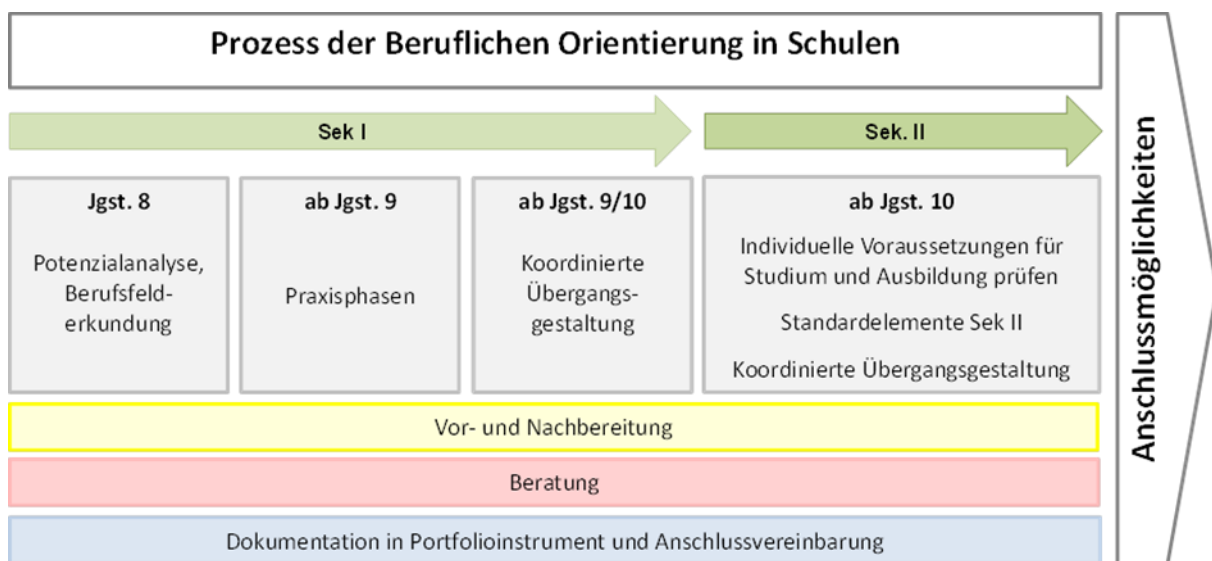 Prozess der Beruflichen Orientierung in Schulen
Sek I
Sek. II
Jgst. 8
Potenzialanalyse,
Berufsfeld-
erkundung
ab Jgst. 9
Praxisphasen
ab Jgst. 9/10
Koordinierte
Übergangs-
gestaltung
ab Jgst. 10
Individuelle Voraussetzungen für
Studium und Ausbildung prüfen
Standardelemente Sek II
Koordinierte Übergangsgestaltung
Vor- und Nachbereitung
Beratung
Dokumentation in Portfolioinstrument und Anschlussvereinbarung
Anschlussmöglichkeiten